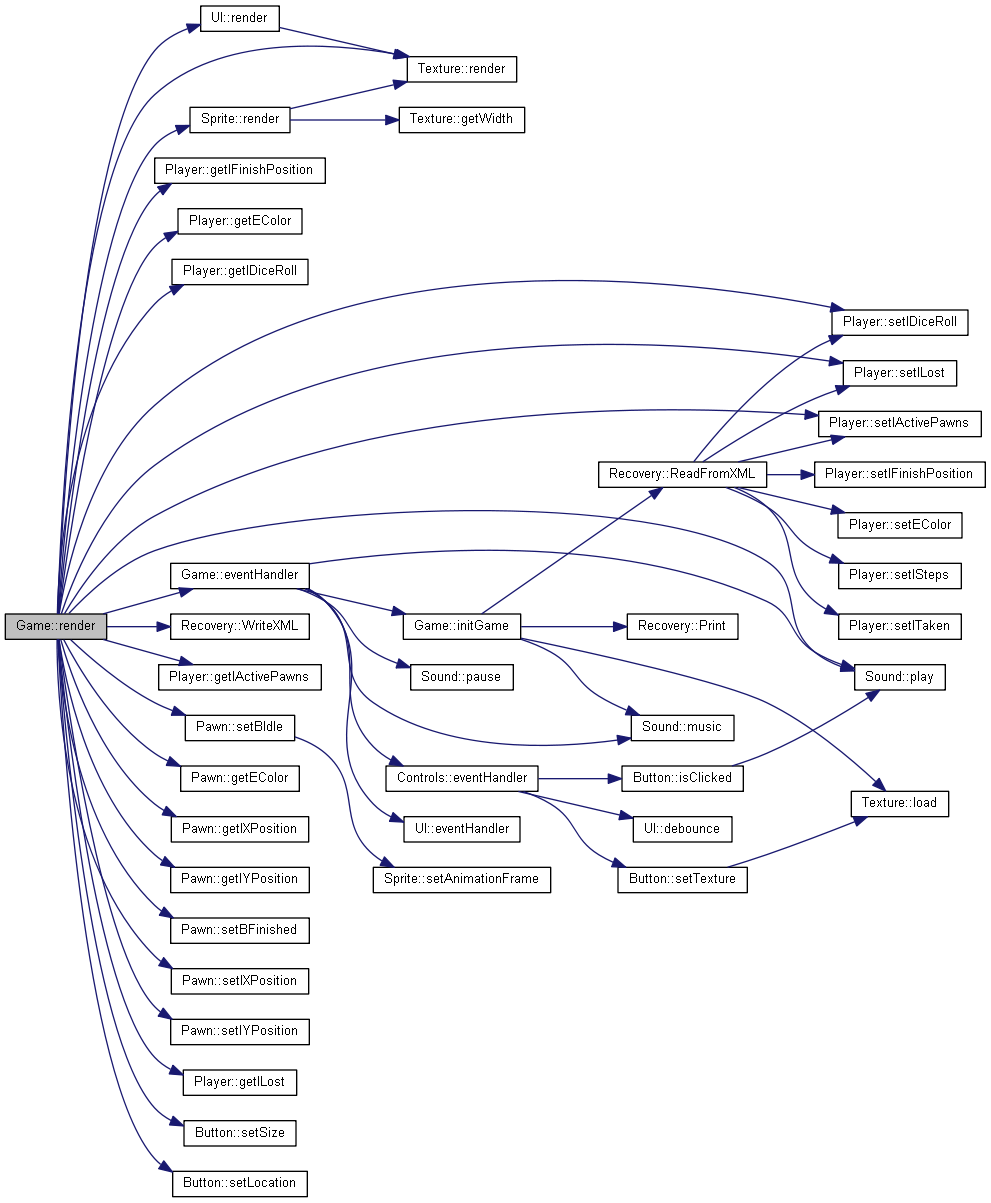 UI::render
Texture::render
Sprite::render
Texture::getWidth
Player::getIFinishPosition
Player::getEColor
Player::getIDiceRoll
Player::setIDiceRoll
Player::setILost
Player::setIActivePawns
Recovery::ReadFromXML
Player::setIFinishPosition
Player::setEColor
Game::eventHandler
Player::setISteps
Game::render
Recovery::WriteXML
Game::initGame
Recovery::Print
Player::setITaken
Player::getIActivePawns
Sound::pause
Sound::play
Pawn::setBIdle
Sound::music
Pawn::getEColor
Controls::eventHandler
Button::isClicked
Texture::load
Pawn::getIXPosition
UI::eventHandler
UI::debounce
Pawn::getIYPosition
Sprite::setAnimationFrame
Button::setTexture
Pawn::setBFinished
Pawn::setIXPosition
Pawn::setIYPosition
Player::getILost
Button::setSize
Button::setLocation